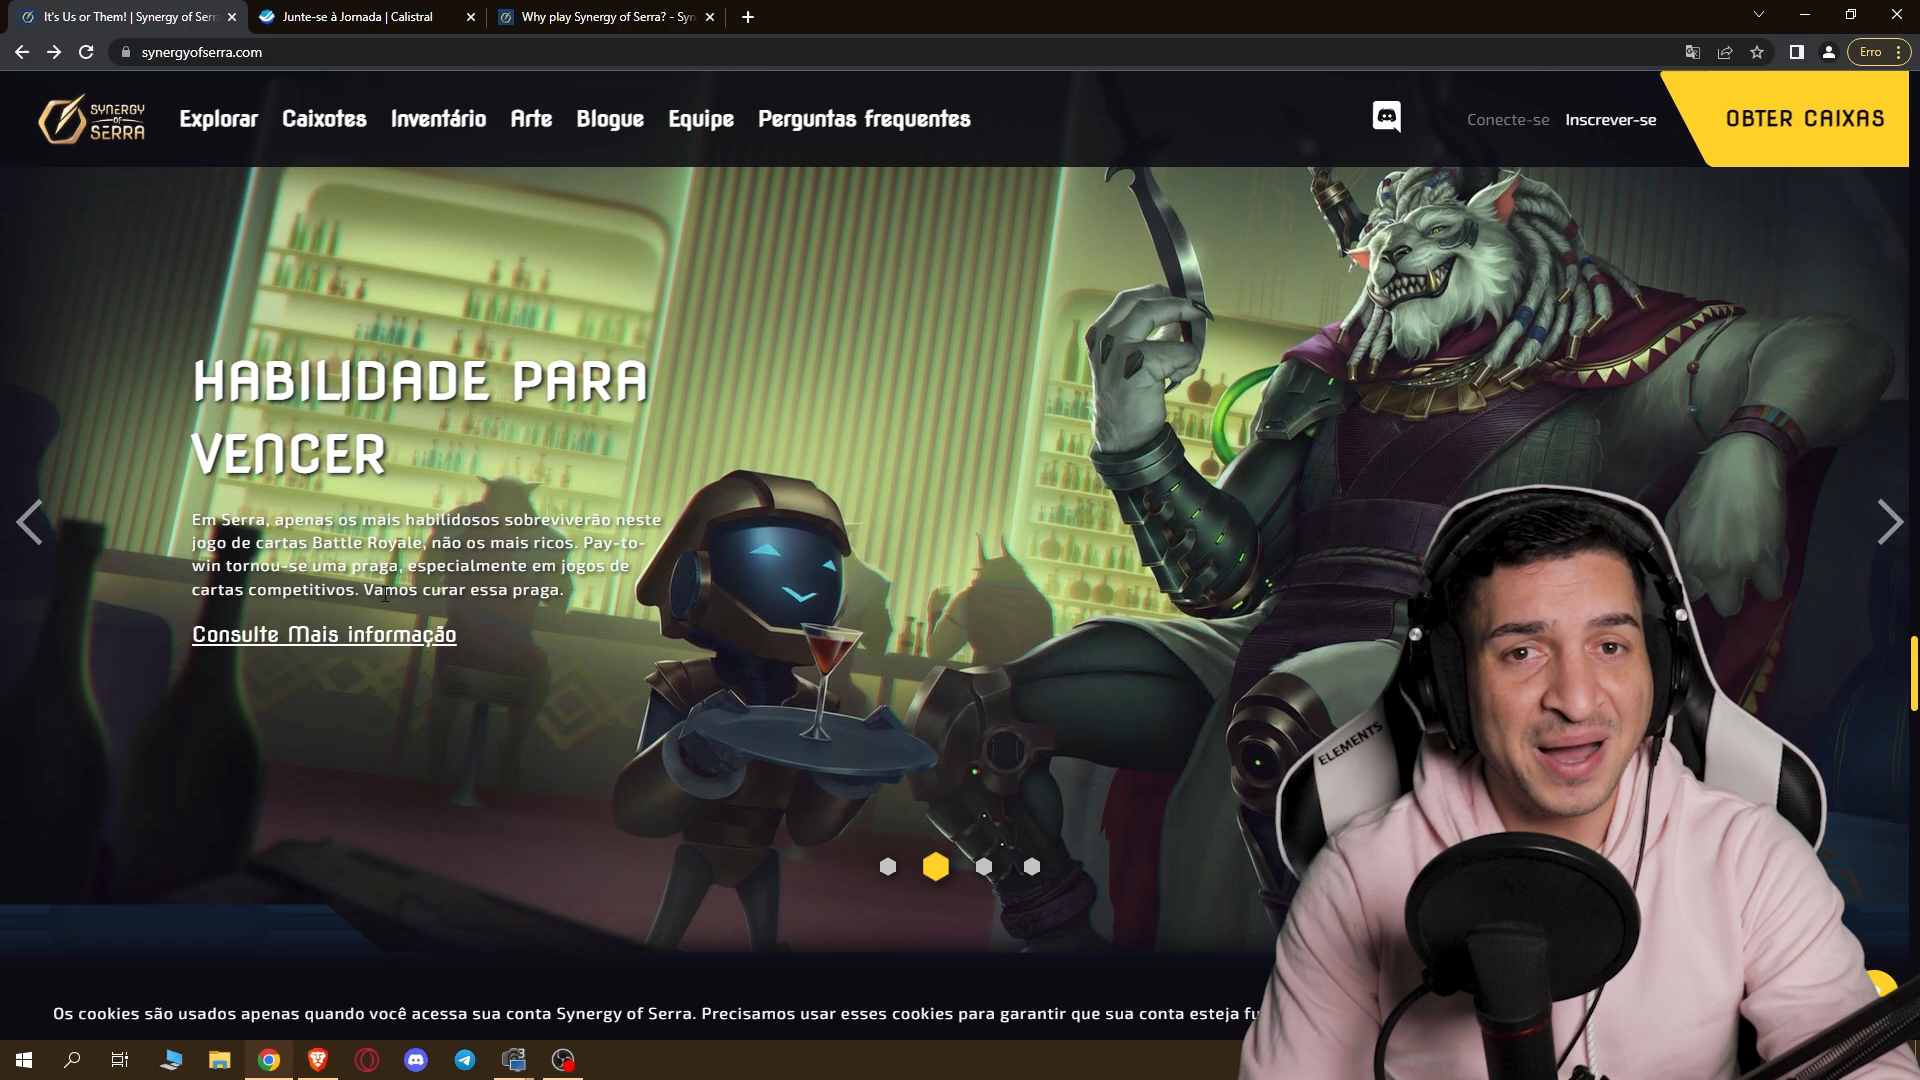 It's Us or Them! | Synergy of Serr
Junte-se à Jornada | Calistral
Why play Synergy of Serra? - Syn
synergyofserra.com
Erro
SYNERGY
OF
SERRA
Explorar
Caixotes
Inventário
Arte
Blogue
Equipe
Perguntas frequentes
Conecte-se
Inscrever-se
OBTER CAIXAS
HABILIDADE PARA
VENCER
Em Serra, apenas os mais habilidosos sobreviverão neste
jogo de cartas Battle Royale, não os mais ricos. Pay-to-
win tornou-se uma praga, especialmente em jogos de
cartas competitivos. Vamos curar essa praga.
Consulte Mais informação
ELEMENTS
Os cookies são usados apenas quando você acessa sua conta Synergy of Serra. Precisamos usar esses cookies para garantir que sua conta esteja fu